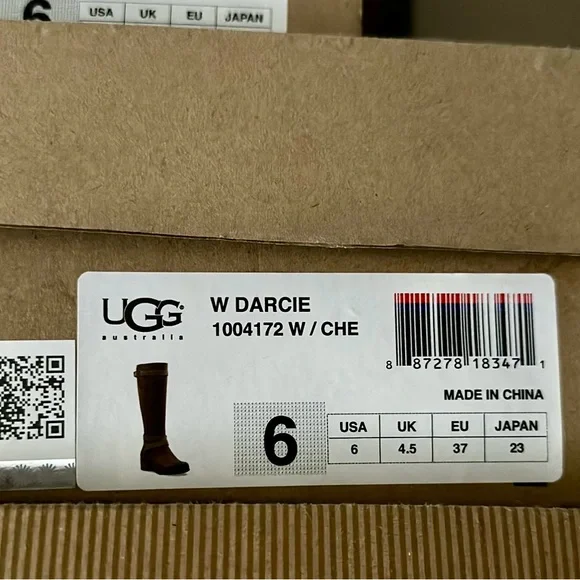 6
USA UK EU JAPAN
UGG®
australia
W DARCIE
1004172 W / CHE
8 87278 18347 1
MADE IN CHINA
6
USA UK EU JAPAN
6 4.5 37 23